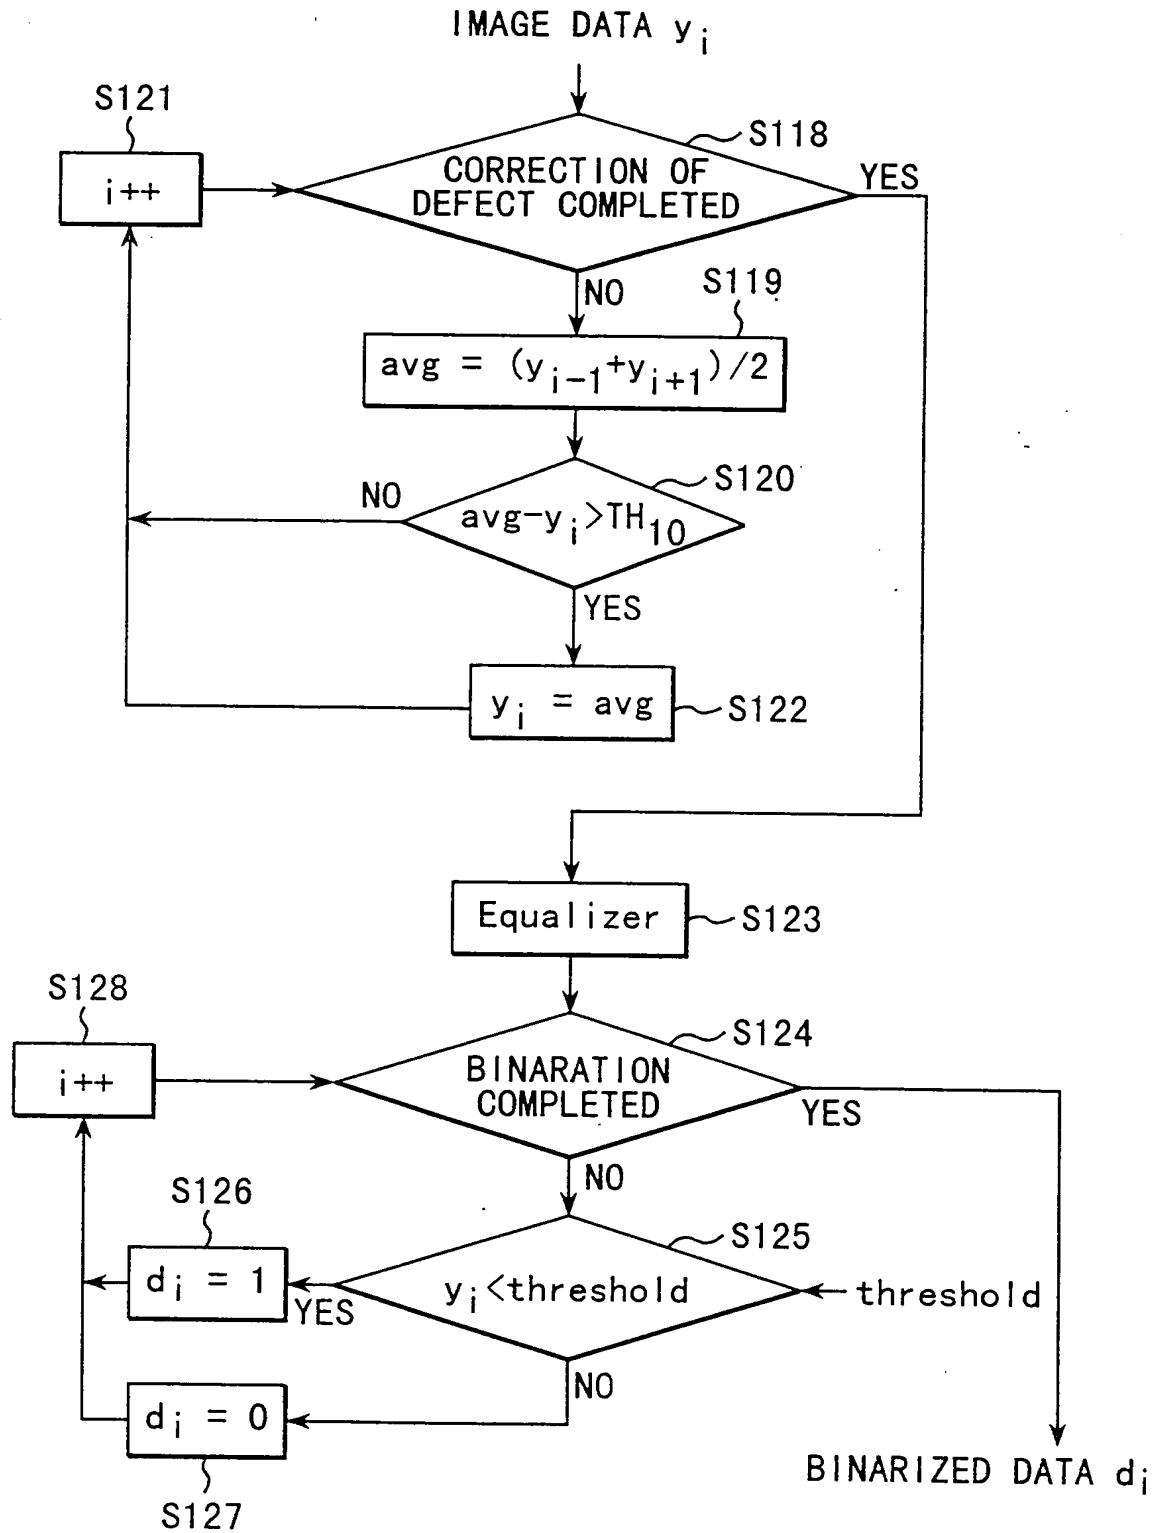 IMAGE DATA yi
S121
S118
i++
CORRECTION OF
DEFECT COMPLETED
YES
NO
S119
avg = (yi-1+yi+1)/2
S120
NO
avg-yi>TH10
YES
yi = avg
S122
Equalizer
S123
S128
S124
i++
BINARATION
COMPLETED
YES
NO
S126
S125
di = 1
YES
yi<threshold
threshold
NO
di = 0
BINARIZED DATA di
S127